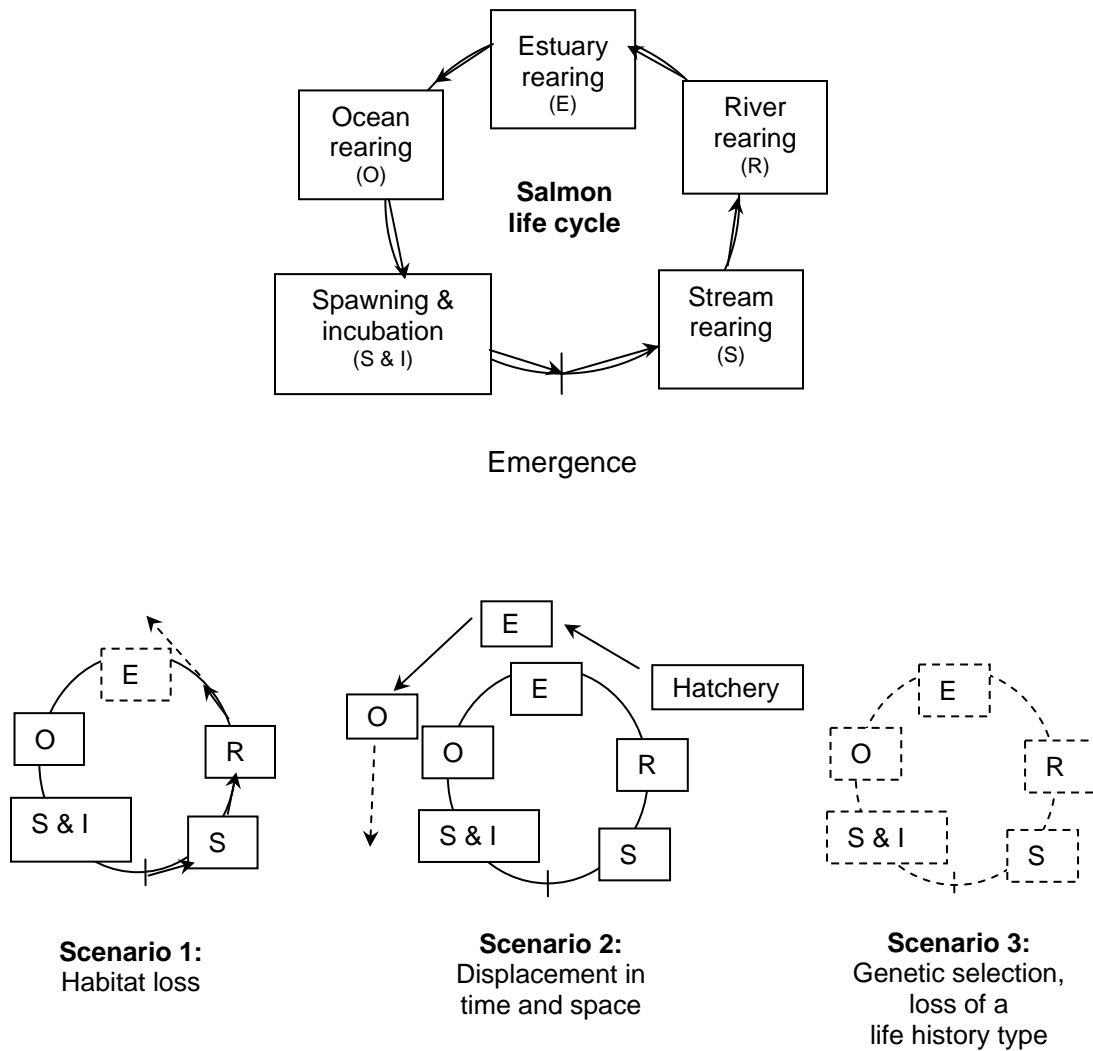 Estuary
rearing
(E)
Ocean
rearing
(O)
River
rearing
(R)
Salmon
life cycle
Spawning &
incubation
(S & I)
Stream
rearing
(S)
Emergence
E
O
R
S & I
S
Scenario 1:
Habitat loss
E
Hatchery
E
O
O
R
S & I
S
Scenario 2:
Displacement in
time and space
E
O
R
S & I
S
Scenario 3:
Genetic selection,
loss of a
life history type